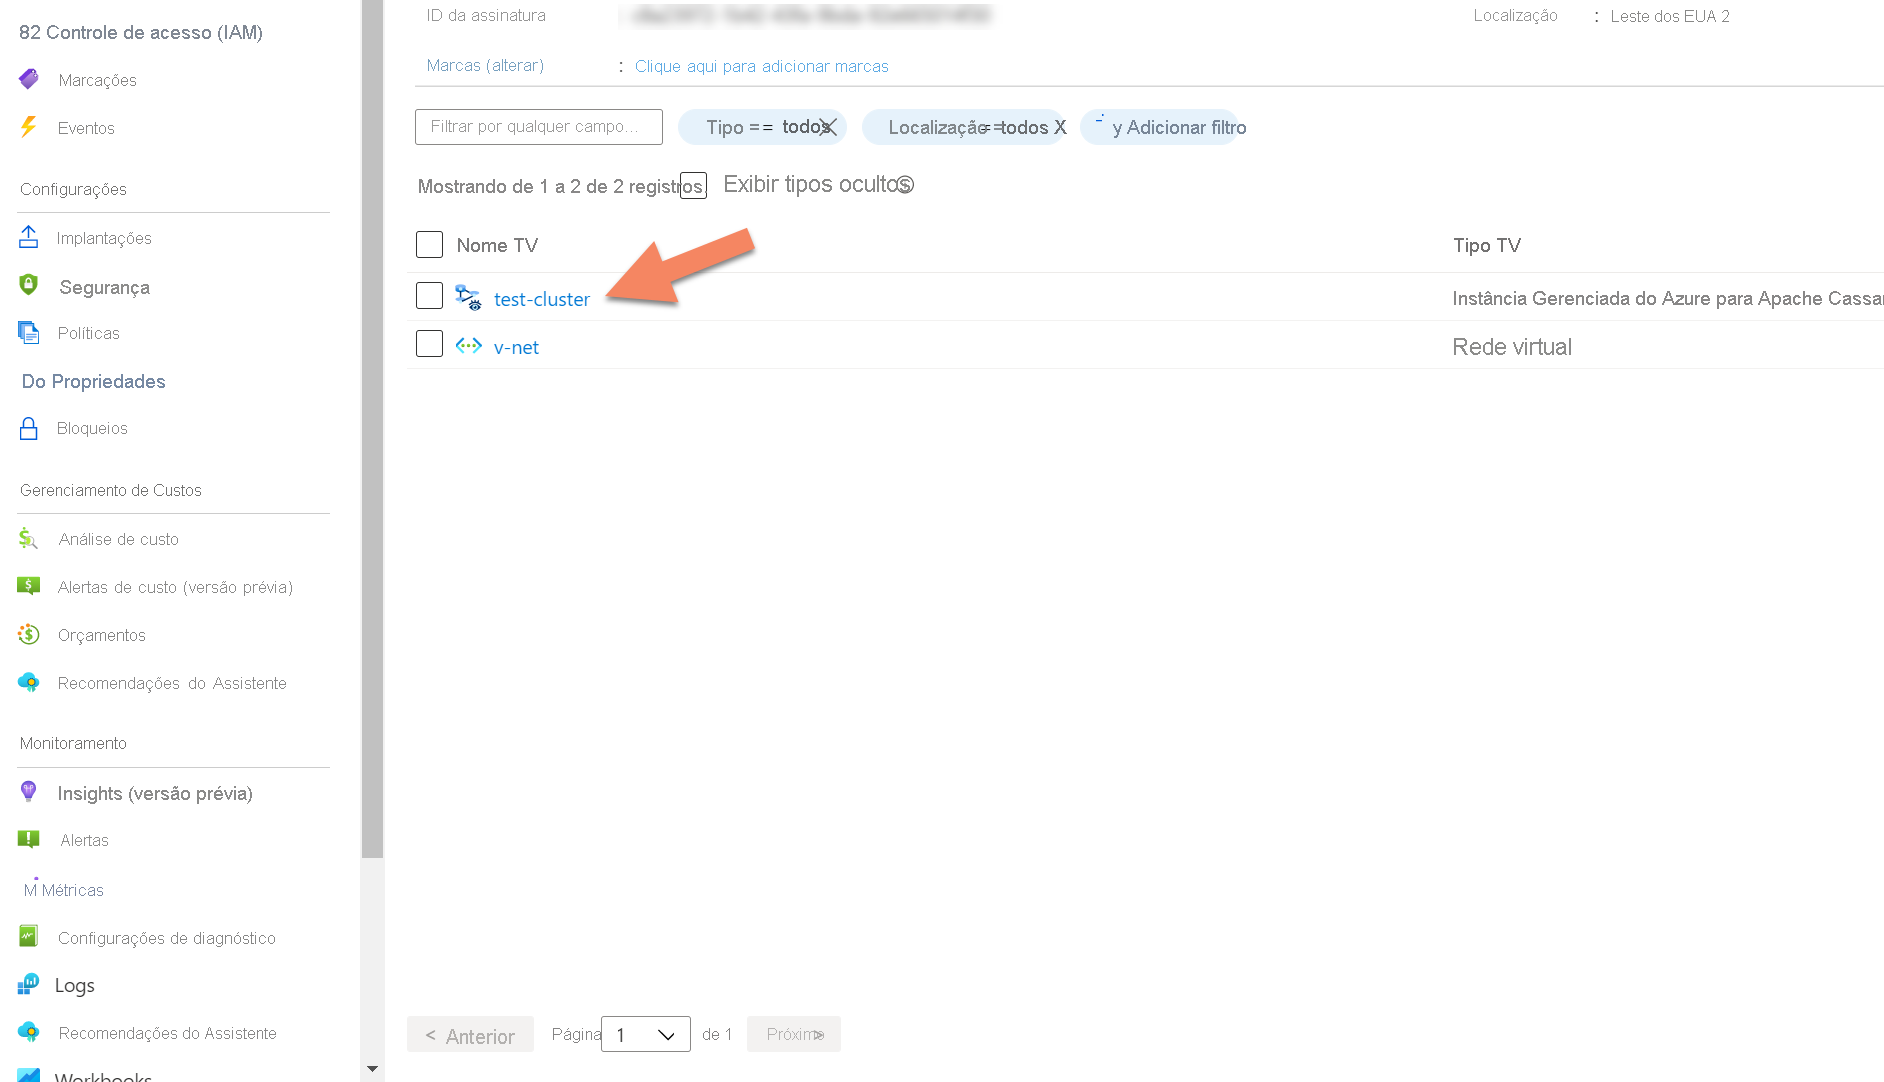 82 Controle de acesso (IAM)
Marcações
Eventos
Configurações
Implantações
Segurança
Políticas
Do Propriedades
Bloqueios
Gerenciamento de Custos
Análise de custo
Alertas de custo (versão prévia)
Orçamentos
Recomendações do Assistente
Monitoramento
Insights (versão prévia)
Alertas
M Métricas
Configurações de diagnóstico
Logs
Recomendações do Assistente
Workbooks
ID da assinatura :
Localização : Leste dos EUA 2
Marcas (alterar) : Clique aqui para adicionar marcas
Filtrar por qualquer campo... Tipo == todos X Localização == todos X y Adicionar filtro
Mostrando de 1 a 2 de 2 registros. Exibir tipos ocultos
Nome TV Tipo TV
test-cluster Instância Gerenciada do Azure para Apache Cassa
v-net Rede virtual
< Anterior Página 1 de 1 Próximo >